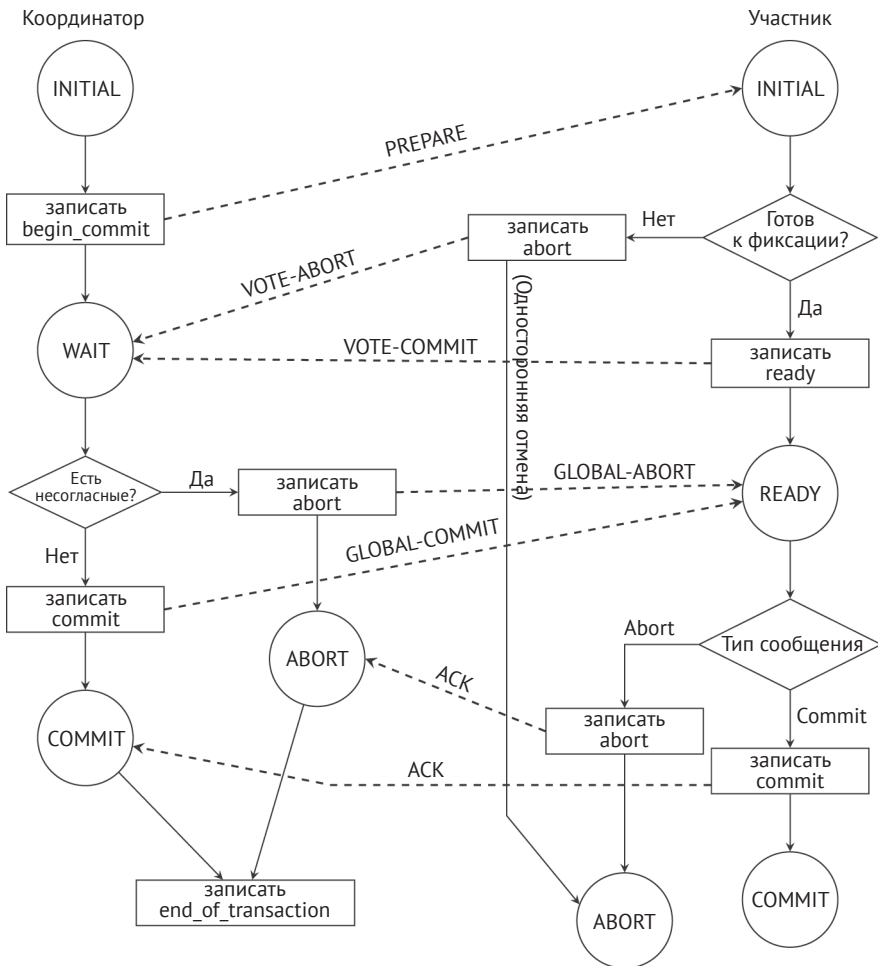 Координатор
Участник
INITIAL
INITIAL
PREPARE
записать
begin_commit
записать
abort
Нет
Готов
к фиксации?
VOTE-ABORT
(Односторонняя отмена)
Да
WAIT
VOTE-COMMIT
записать
ready
Есть
несогласные?
Да
записать
abort
GLOBAL-ABORT
READY
Нет
GLOBAL-COMMIT
записать
commit
Abort
Тип сообщения
ABORT
ACK
записать
abort
Commit
COMMIT
ACK
записать
commit
записать
end_of_transaction
ABORT
COMMIT